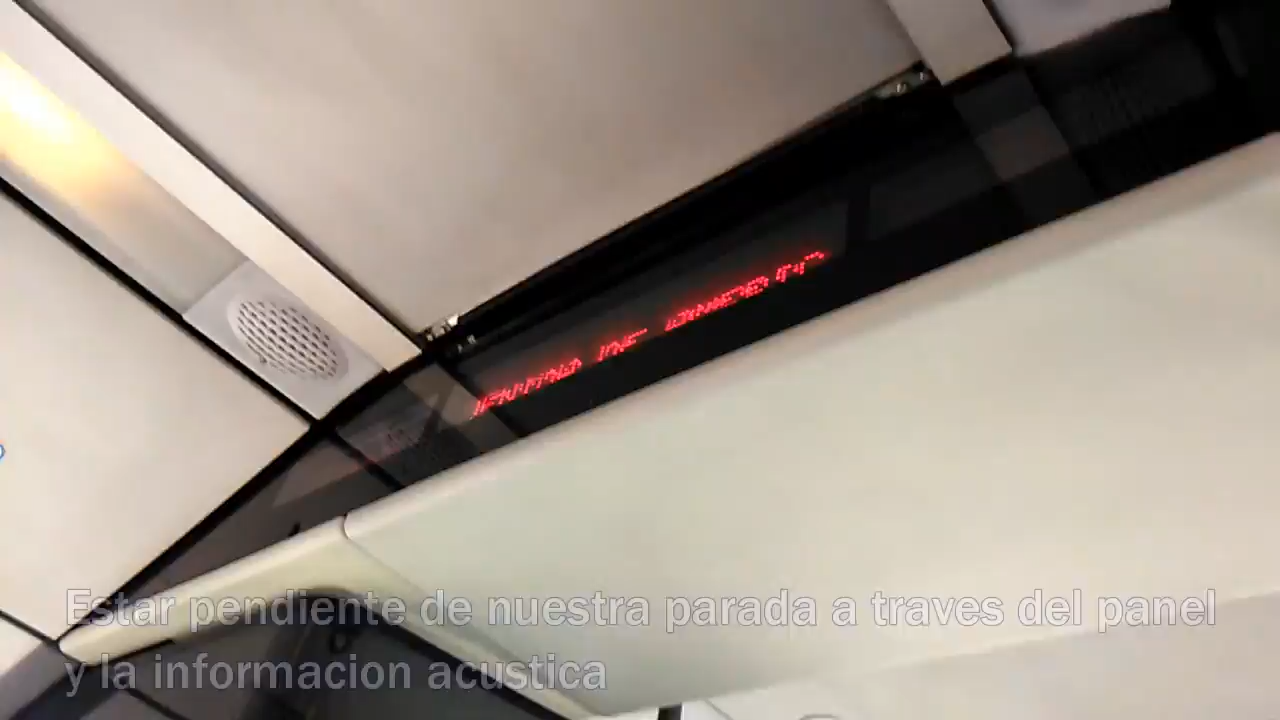 Estar pendiente de nuestra parada a traves del panel
y la informacion acustica